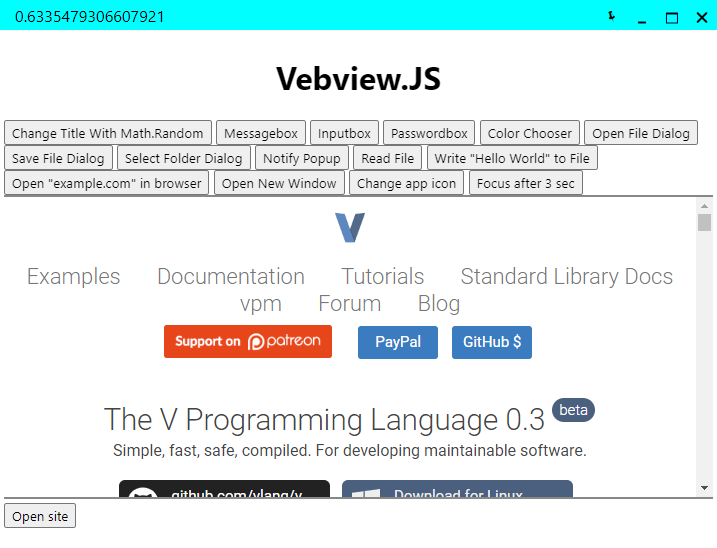 0.6335479306607921
Vebview.JS
Change Title With Math.Random Messagebox Inputbox Passwordbox Color Chooser Open File Dialog
Save File Dialog Select Folder Dialog Notify Popup Read File Write "Hello World" to File
Open "example.com" in browser Open New Window Change app icon Focus after 3 sec
V
Examples Documentation Tutorials Standard Library Docs
vpm Forum Blog
Support on patreon PayPal GitHub $
The V Programming Language 0.3 beta
Simple, fast, safe, compiled. For developing maintainable software.
github.com/vlang/v Download for Linux
Open site